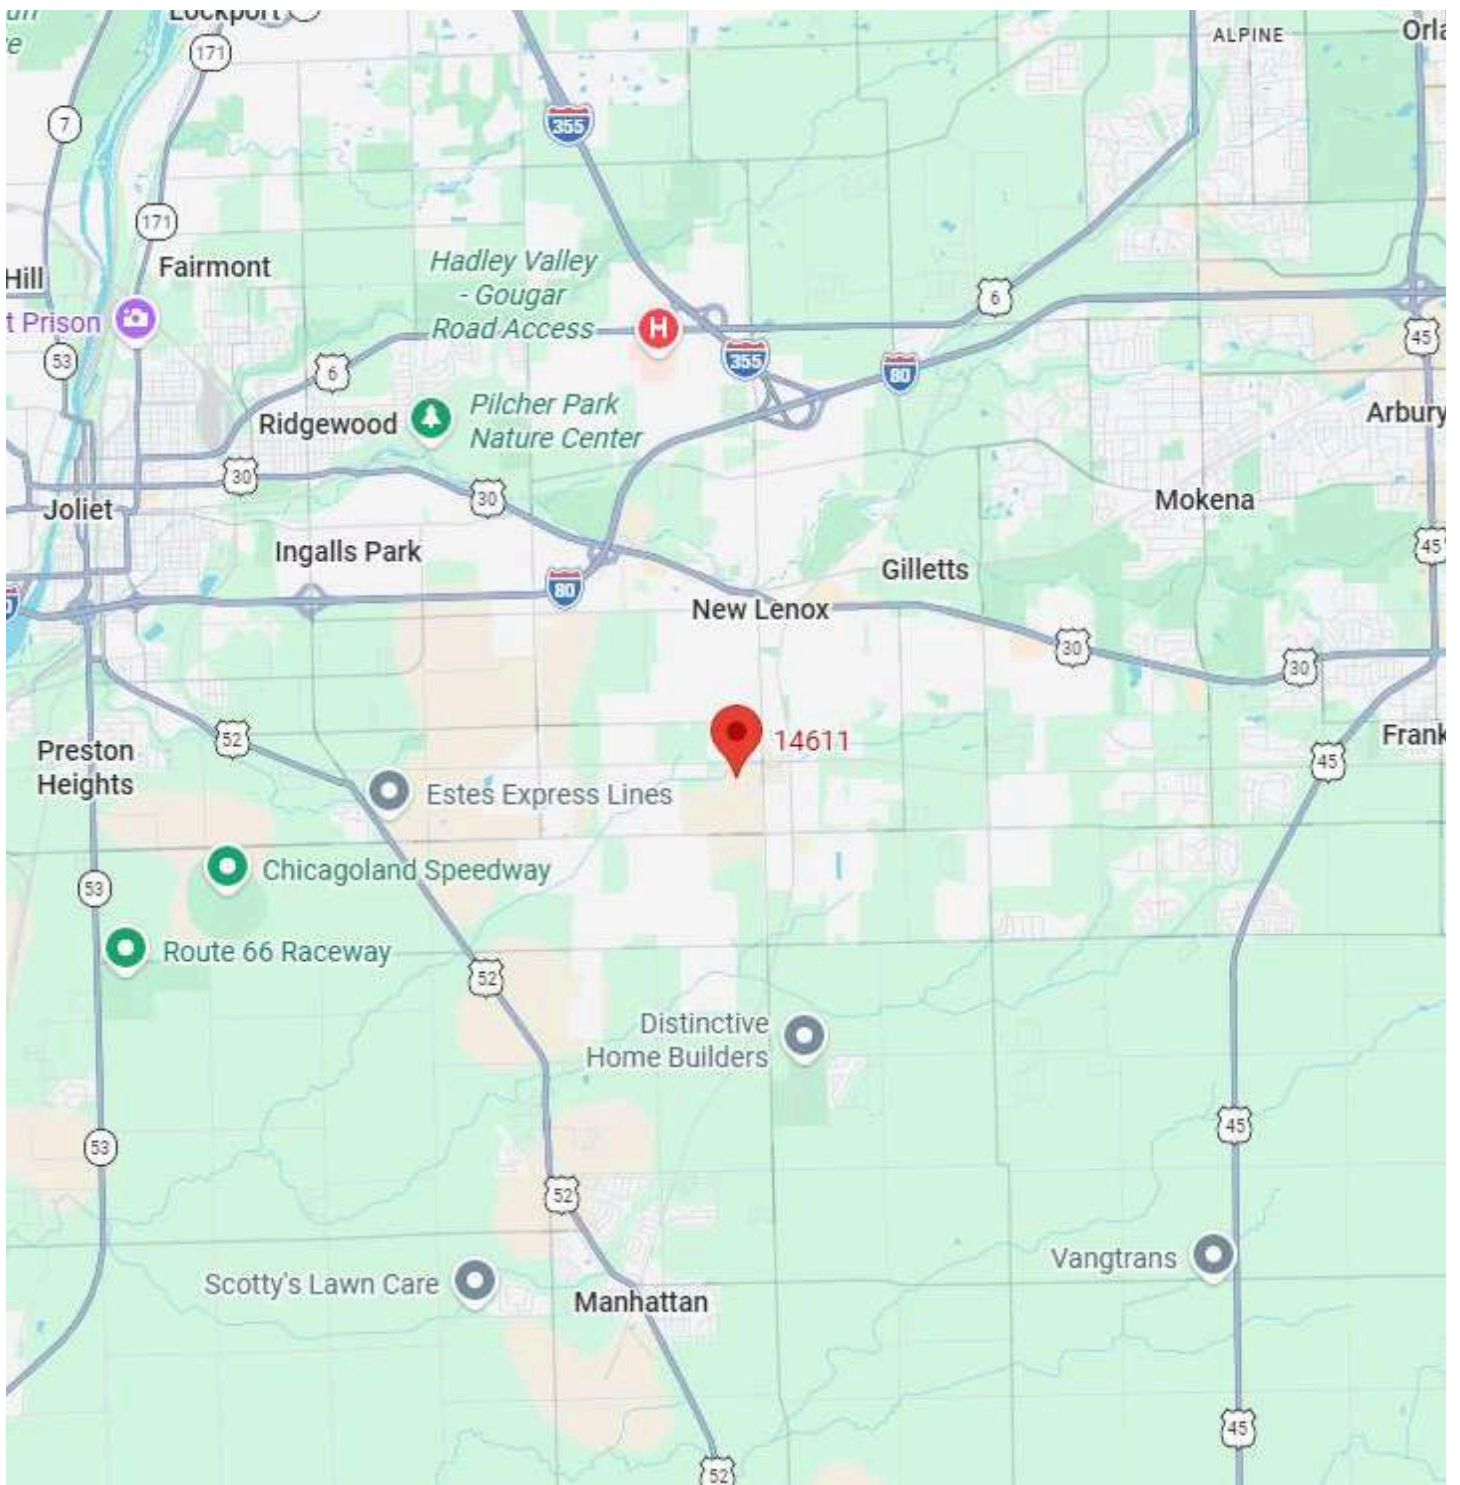 Lockport
ALPINE
171
7
355
171
Fairmont
Hadley Valley
- Gougar
Road Access
H
6
Hill
t Prison
53
6
355
80
45
Ridgewood
Pilcher Park
Nature Center
Arbury
30
30
Joliet
Mokena
Ingalls Park
45
80
Gilletts
New Lenox
30
30
52
14611
Preston
Heights
Frank
45
Estes Express Lines
Chicagoland Speedway
53
Route 66 Raceway
52
Distinctive
Home Builders
45
53
52
Vangtrans
Scotty's Lawn Care
Manhattan
45
52